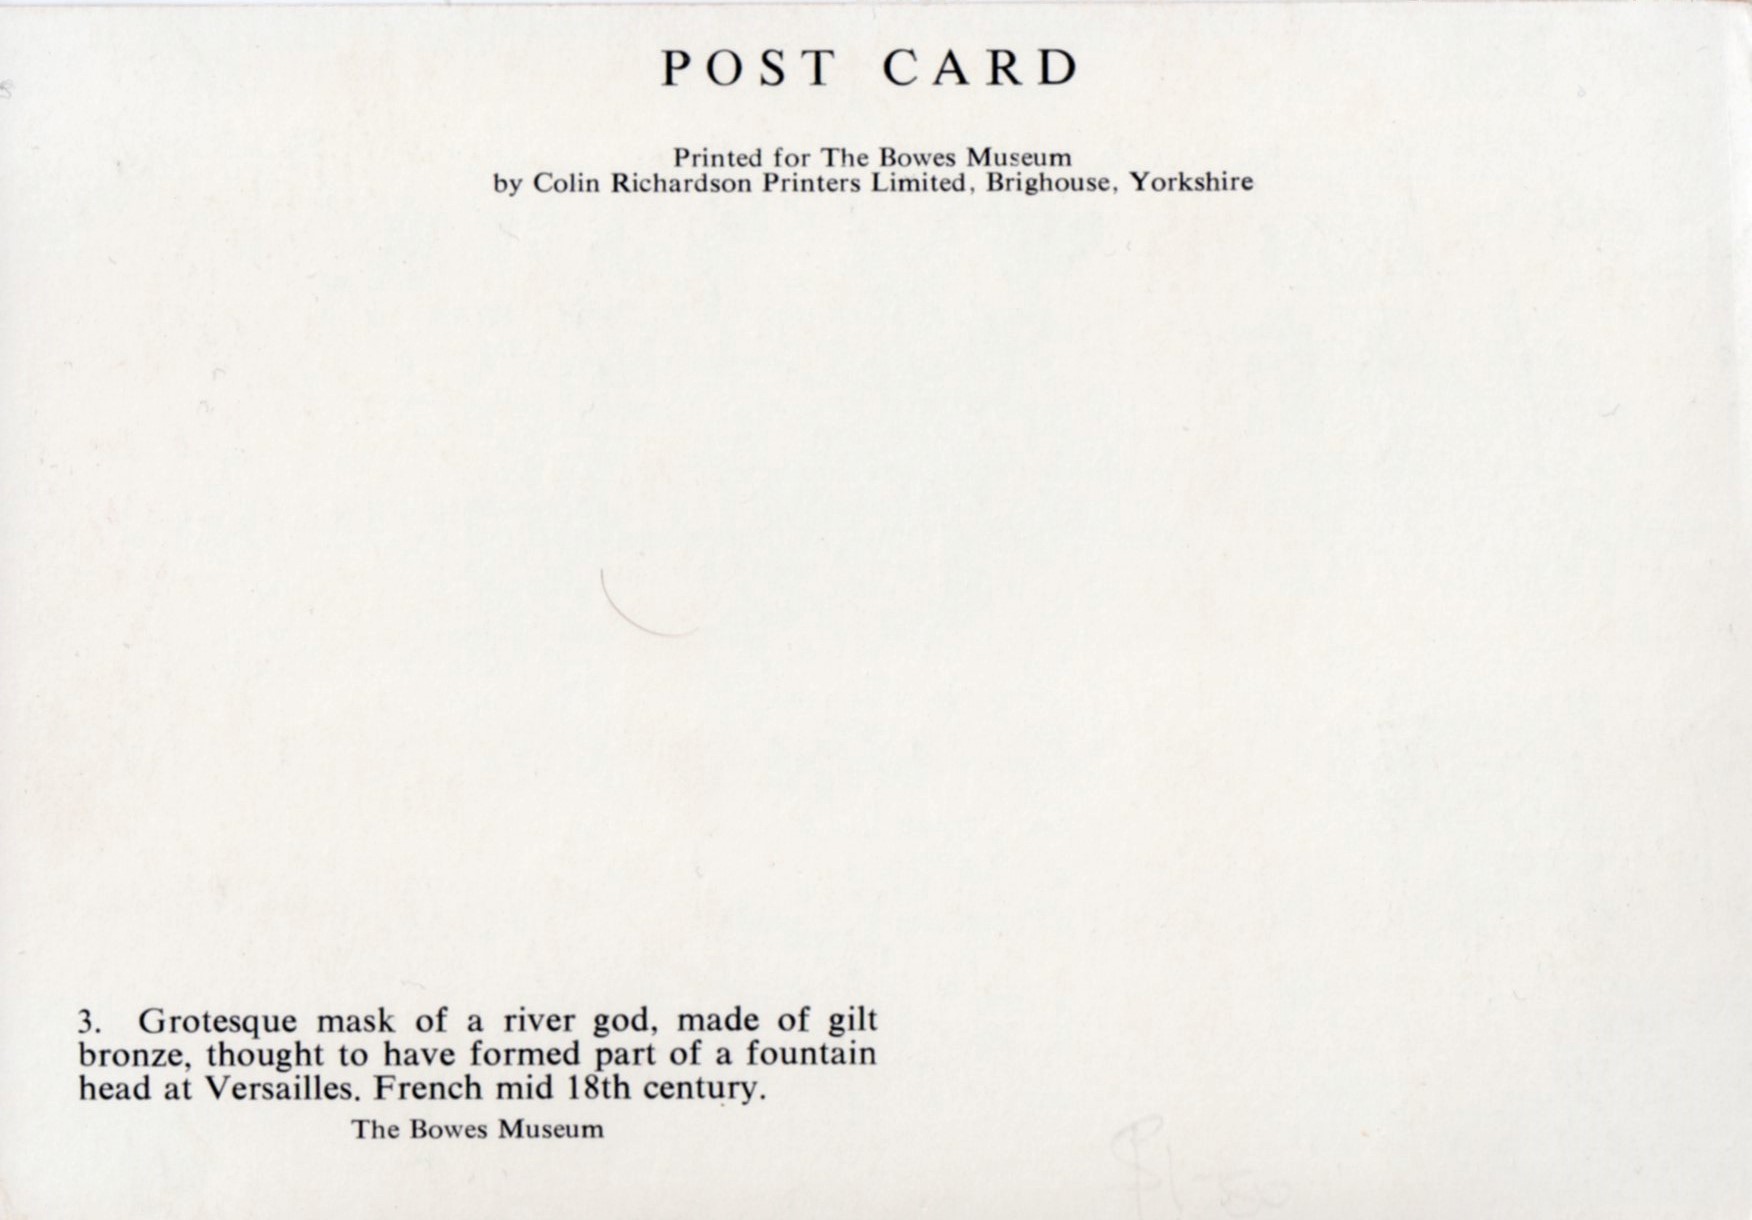 POST CARD
Printed for The Bowes Museum
by Colin Richardson Printers Limited, Brighouse, Yorkshire
3. Grotesque mask of a river god, made of gilt
bronze, thought to have formed part of a fountain
head at Versailles. French mid 18th century.
The Bowes Museum